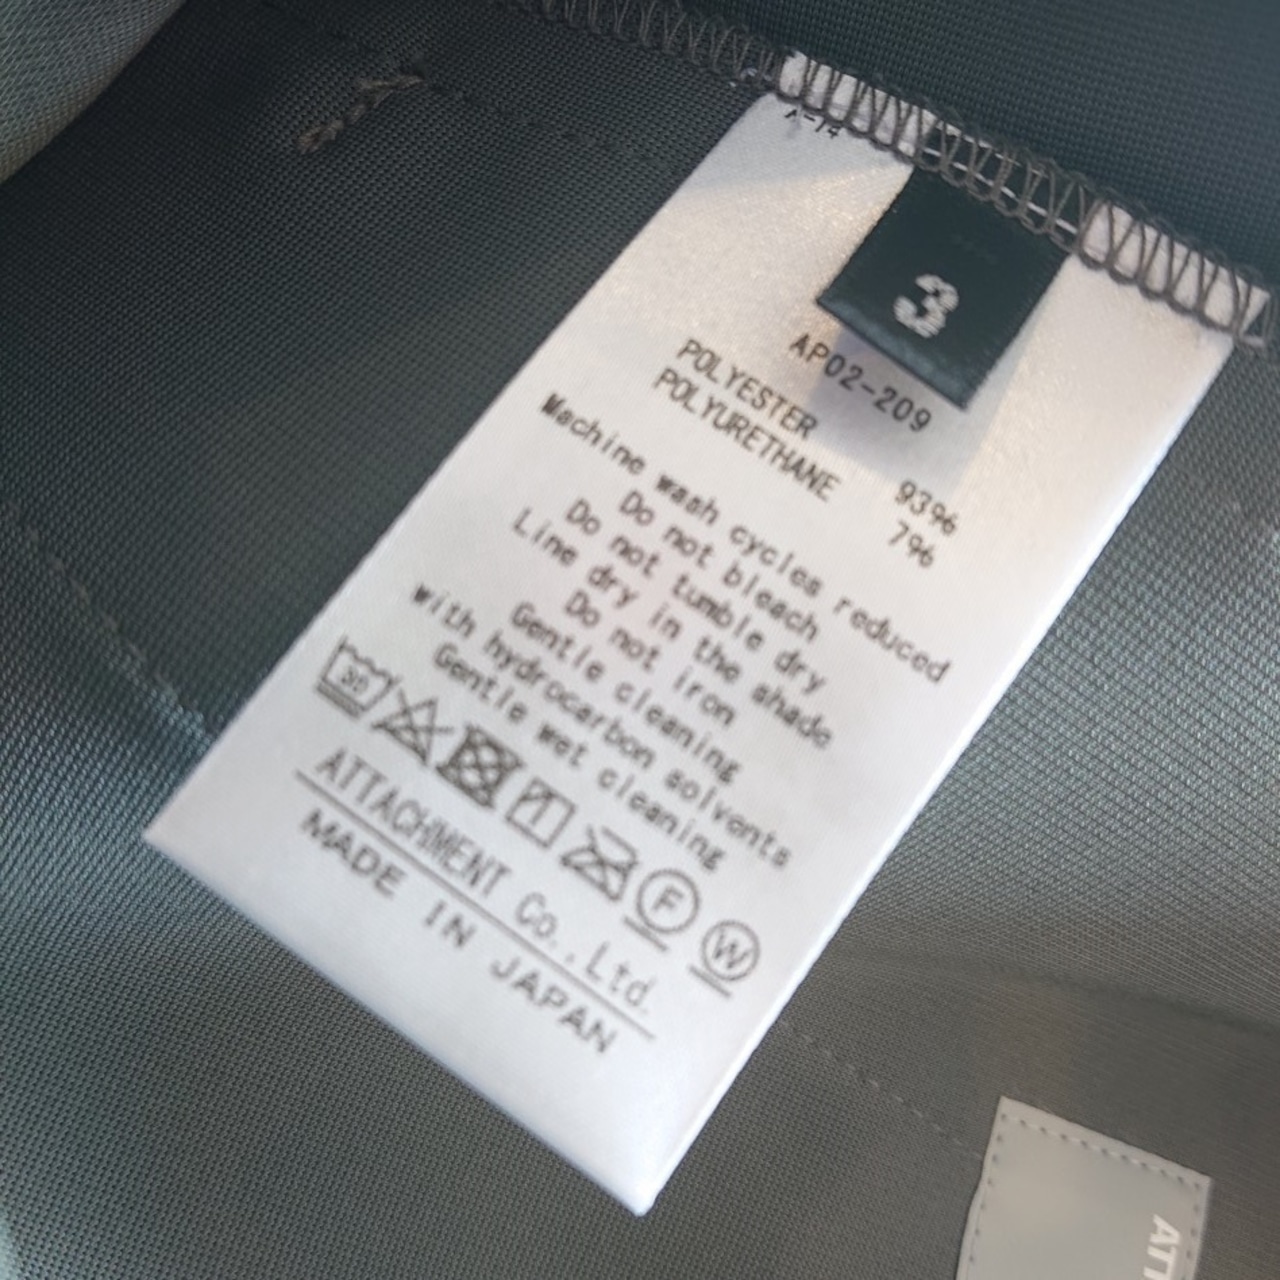 3
AP02-209
POLYESTER 93%
POLYURETHANE 7%
Machine wash cycles reduced
Do not bleach
Do not tumble dry
Line dry in the shade
Do not iron
Gentle cleaning
with hydrocarbon solvents
Gentle wet cleaning
30
F
W
ATTACHMENT Co.,Ltd.
MADE IN JAPAN